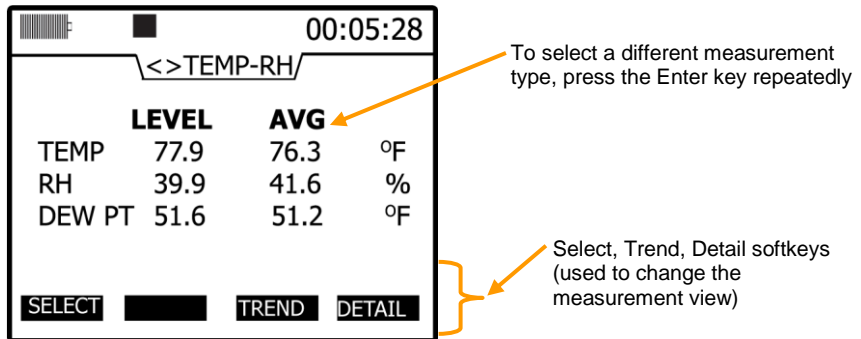 00:05:28
<>TEMP-RH
LEVEL AVG
TEMP 77.9 76.3 ºF
RH 39.9 41.6 %
DEW PT 51.6 51.2 ºF
SELECT TREND DETAIL
To select a different measurement
type, press the Enter key repeatedly
Select, Trend, Detail softkeys
(used to change the
measurement view)